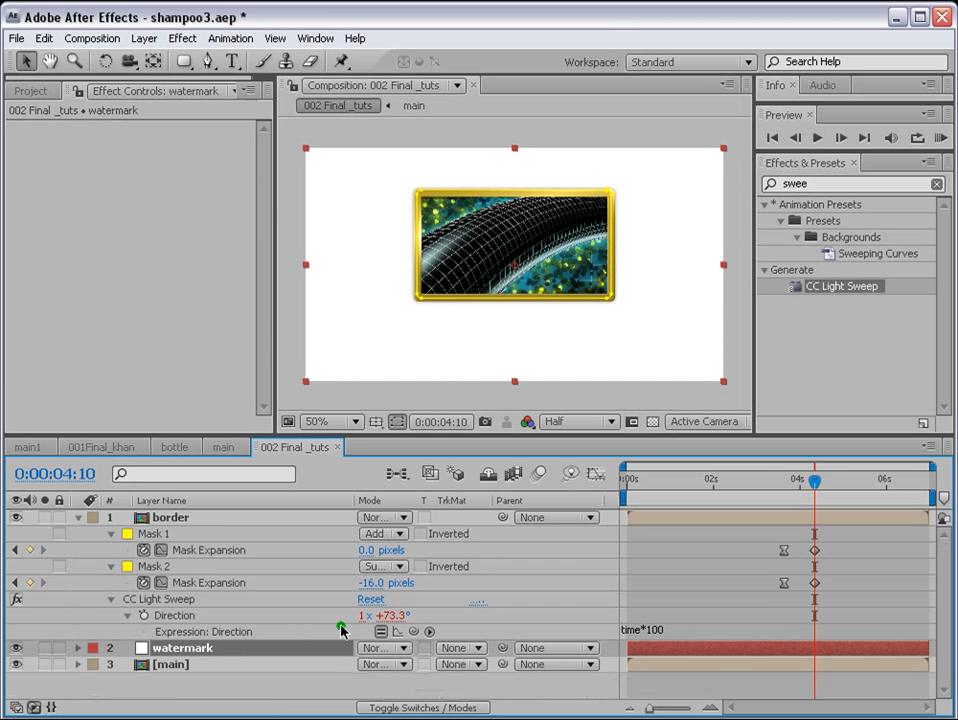 Adobe After Effects - shampoo3.aep *
File Edit Composition Layer Effect Animation View Window Help
Workspace: Standard Search Help
Project Effect Controls: watermark
002 Final _tuts • watermark
Composition: 002 Final _tuts
002 Final _tuts main
Info Audio
Preview
Effects & Presets
swee
* Animation Presets
Presets
Backgrounds
Sweeping Curves
Generate
CC Light Sweep
50% 0:00:04:10 Half Active Camera
main1 001Final_khan bottle main 002 Final _tuts
0:00:04:10
:00s 02s 04s 06s
# Layer Name Mode T TrkMat Parent
1 border Nor... None
Mask 1 Add Inverted
Mask Expansion 0.0 pixels
Mask 2 Su... Inverted
Mask Expansion -16.0 pixels
fx CC Light Sweep Reset .....
Direction 1 x +73.3°
Expression: Direction time*100
2 watermark Nor... None None
3 [main] Nor... None None
Toggle Switches / Modes